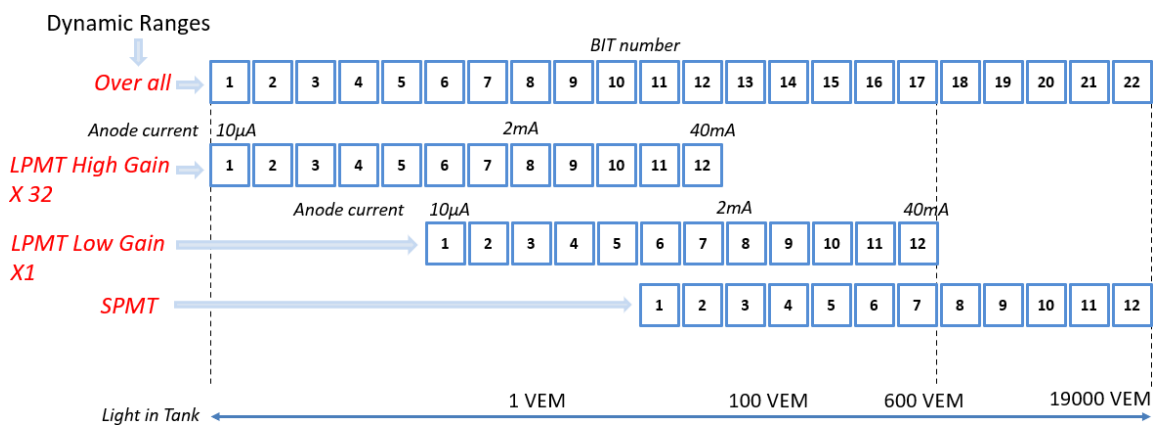 Dynamic Ranges
BIT number
Over all
1 2 3 4 5 6 7 8 9 10 11 12 13 14 15 16 17 18 19 20 21 22
Anode current 10µA 2mA 40mA
LPMT High Gain
X 32
1 2 3 4 5 6 7 8 9 10 11 12
Anode current 10µA 2mA 40mA
LPMT Low Gain
X1
1 2 3 4 5 6 7 8 9 10 11 12
SPMT
1 2 3 4 5 6 7 8 9 10 11 12
1 VEM 100 VEM 600 VEM 19000 VEM
Light in Tank